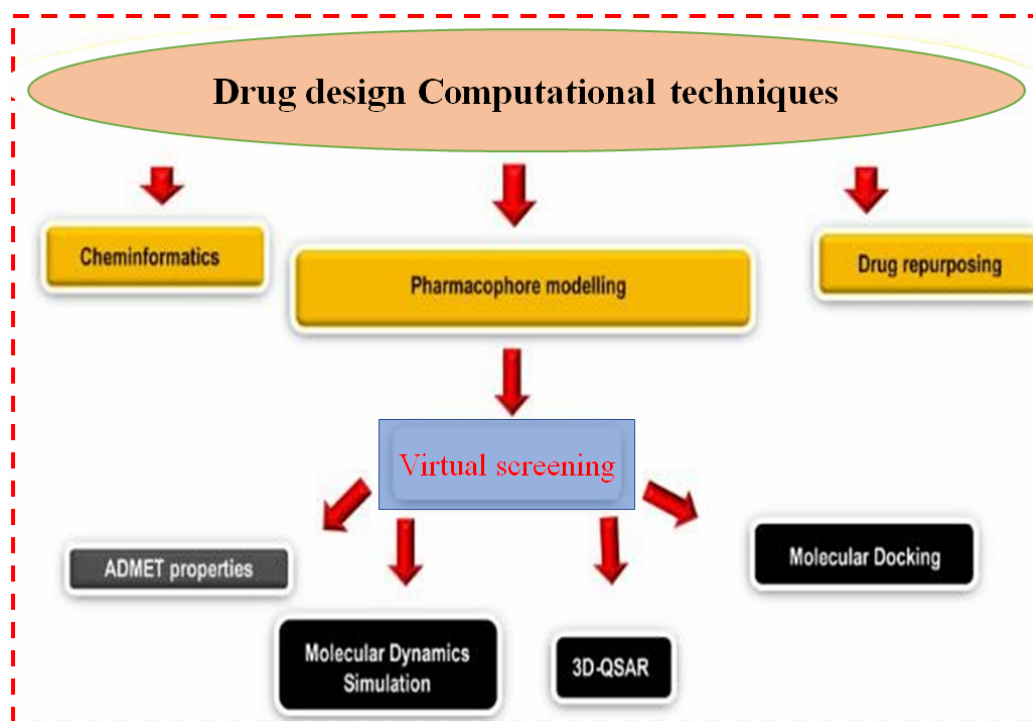 Drug design Computational techniques
Cheminformatics
Pharmacophore modelling
Drug repurposing
Virtual screening
ADMET properties
Molecular Docking
Molecular Dynamics
Simulation
3D-QSAR